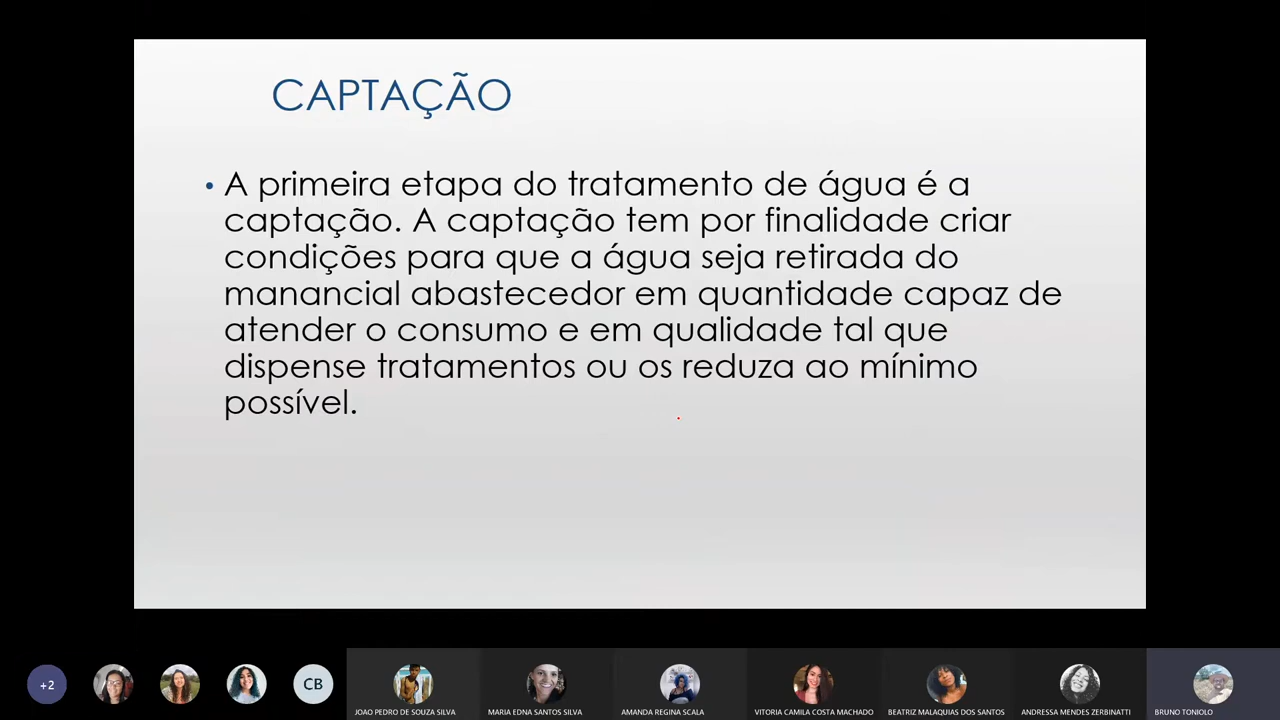 CAPTAÇÃO
• A primeira etapa do tratamento de água é a
captação. A captação tem por finalidade criar
condições para que a água seja retirada do
manancial abastecedor em quantidade capaz de
atender o consumo e em qualidade tal que
dispense tratamentos ou os reduza ao mínimo
possível.
+2
CB
JOAO PEDRO DE SOUZA SILVA
MARIA EDNA SANTOS SILVA
AMANDA REGINA SCALA
VITORIA CAMILA COSTA MACHADO
BEATRIZ MALAQUIAS DOS SANTOS
ANDRESSA MENDES ZERBINATTI
BRUNO TONIOLO